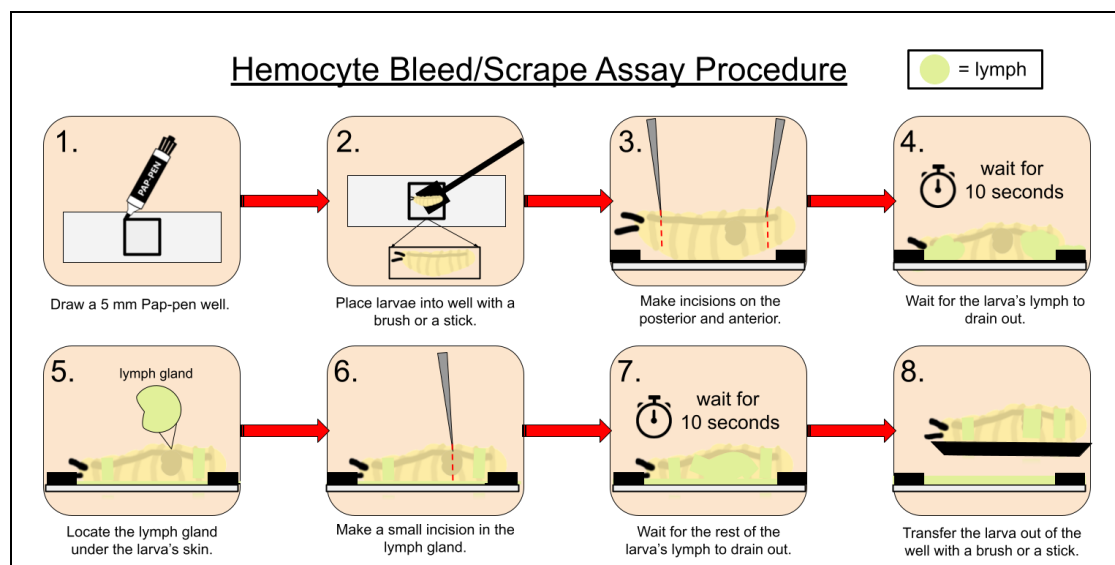 Hemocyte Bleed/Scrape Assay Procedure
= lymph
1.
PAP-PEN
Draw a 5 mm Pap-pen well.
2.
Place larvae into well with a
brush or a stick.
3.
Make incisions on the
posterior and anterior.
4.
wait for
10 seconds
Wait for the larva's lymph to
drain out.
5.
lymph gland
Locate the lymph gland
under the larva's skin.
6.
Make a small incision in the
lymph gland.
7.
wait for
10 seconds
Wait for the rest of the
larva's lymph to drain out.
8.
Transfer the larva out of the
well with a brush or a stick.